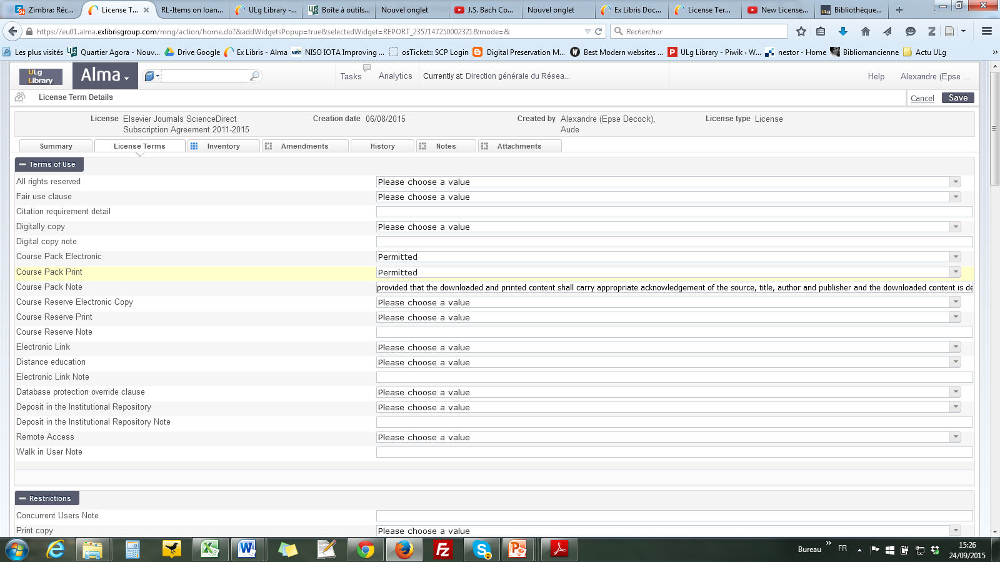 Zimbra: Réc...
License T...
RL-Items on loan...
ULg Library -...
Boîte à outils...
Nouvel onglet
J.S. Bach Co...
Nouvel onglet
Ex Libris Doc...
License Ter...
New License...
Bibliothèque...
https://eu01.alma.exlibrisgroup.com/mng/action/home.do?&addWidgetsPopup=true&selectedWidget=REPORT_2357147250002321&mode=&
Rechercher
Les plus visités
Quartier Agora - Nouv...
Drive Google
Ex Libris - Alma
NISO IOTA Improving ...
osTicket:: SCP Login
Digital Preservation M...
Best Modern websites ...
ULg Library - Piwik › W...
nestor - Home
Bibliomancienne
Actu ULg
ULg Library
Alma
Tasks
Analytics
Currently at: Direction générale du Résea...
Help
Alexandre (Epse ...
License Term Details
Cancel
Save
License Elsevier Journals ScienceDirect
Subscription Agreement 2011-2015
Creation date 06/08/2015
Created by Alexandre (Epse Decock),
Aude
License type License
Summary
License Terms
Inventory
Amendments
History
Notes
Attachments
Terms of Use
All rights reserved Please choose a value
Fair use clause Please choose a value
Citation requirement detail
Digitally copy Please choose a value
Digital copy note
Course Pack Electronic Permitted
Course Pack Print Permitted
Course Pack Note provided that the downloaded and printed content shall carry appropriate acknowledgement of the source, title, author and publisher and the downloaded content is de
Course Reserve Electronic Copy Please choose a value
Course Reserve Print Please choose a value
Course Reserve Note
Electronic Link Please choose a value
Distance education Please choose a value
Electronic Link Note
Database protection override clause Please choose a value
Deposit in the Institutional Repository Please choose a value
Deposit in the Institutional Repository Note
Remote Access Please choose a value
Walk in User Note
Restrictions
Concurrent Users Note
Print copy Please choose a value
Bureau
FR
15:26
24/09/2015